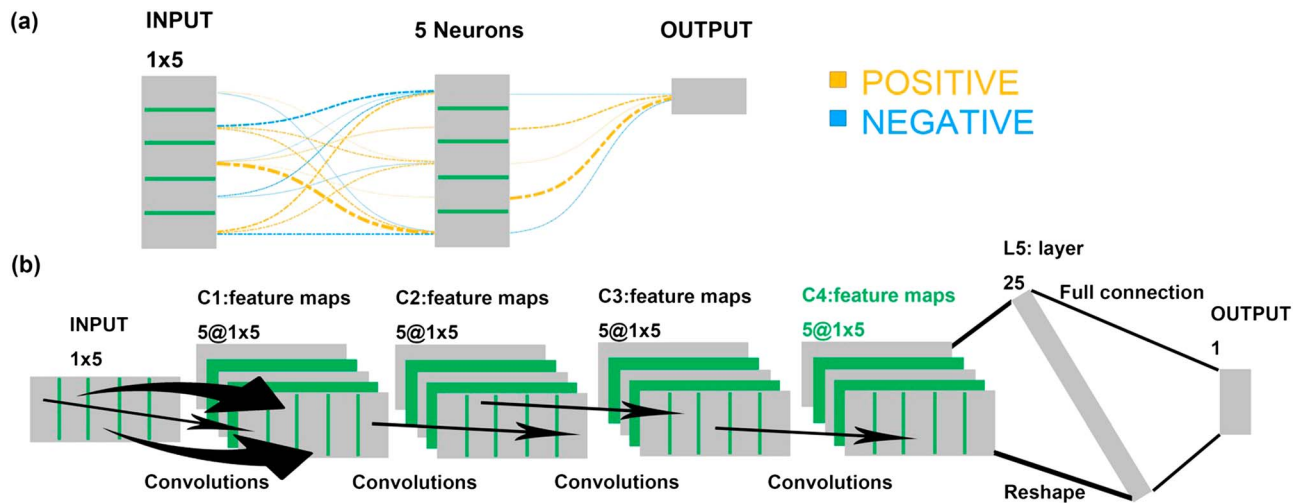 (a)
INPUT
1x5
5 Neurons
OUTPUT
POSITIVE
NEGATIVE
(b)
INPUT
1x5
C1:feature maps
5@1x5
C2:feature maps
5@1x5
C3:feature maps
5@1x5
C4:feature maps
5@1x5
L5: layer
25
Full connection
OUTPUT
1
Convolutions
Convolutions
Convolutions
Convolutions
Reshape